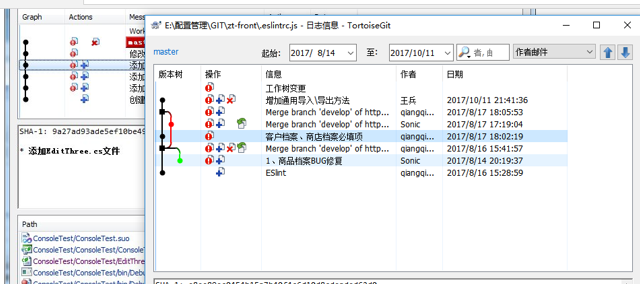 E:\配置管理\GIT\zt-front\.eslintrc.js - 日志信息 - TortoiseGit
Graph Actions Mes
Work
修改
添加
添加
添加
创建
SHA-1: 9a27ad93ade5ef10be49
* 添加EditThree.cs文件
Path
ConsoleTest/ConsoleTest.suo
ConsoleTest/ConsoleTest/Conso
ConsoleTest/ConsoleTest/EditThre
ConsoleTest/ConsoleTest/bin/Debu
master
起始: 2017/ 8/14 至: 2017/10/11 作者邮件
版本树 操作 信息 作者 日期
工作树变更
增加通用导入\导出方法 王兵 2017/10/11 21:41:36
Merge branch 'develop' of http... qiangqi... 2017/8/17 18:05:53
Merge branch 'develop' of http... Sonic 2017/8/17 17:19:04
客户档案、商店档案必填项 qiangqi... 2017/8/17 18:02:19
Merge branch 'develop' of http... qiangqi... 2017/8/16 15:41:57
1、商品档案BUG修复 Sonic 2017/8/14 20:19:37
ESlint qiangqi... 2017/8/16 15:28:59